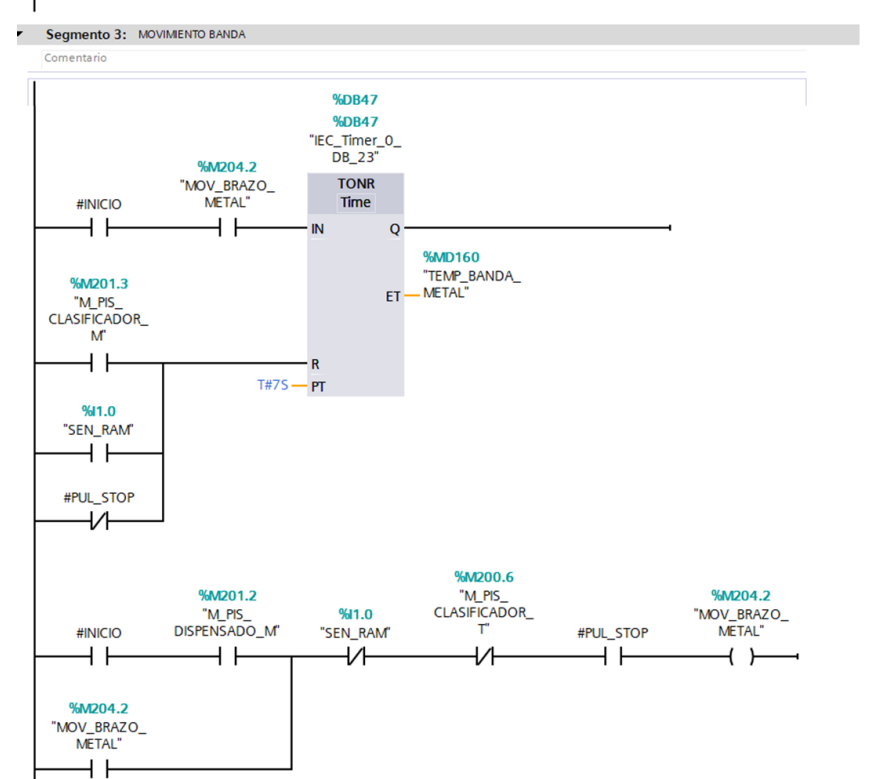 Segmento 3: MOVIMIENTO BANDA
Comentario
%DB47
%DB47
"IEC_Timer_0_
DB_23"
%M204.2
"MOV_BRAZO_
METAL"
#INICIO
TONR
Time
IN
Q
%MD160
"TEMP_BANDA_
METAL"
ET
%M201.3
"M_PIS_
CLASIFICADOR_
M"
R
T#7S
PT
%I1.0
"SEN_RAM"
#PUL_STOP
#INICIO
%M201.2
"M_PIS_
DISPENSADO_M"
%I1.0
"SEN_RAM"
%M200.6
"M_PIS_
CLASIFICADOR_
T"
#PUL_STOP
%M204.2
"MOV_BRAZO_
METAL"
%M204.2
"MOV_BRAZO_
METAL"